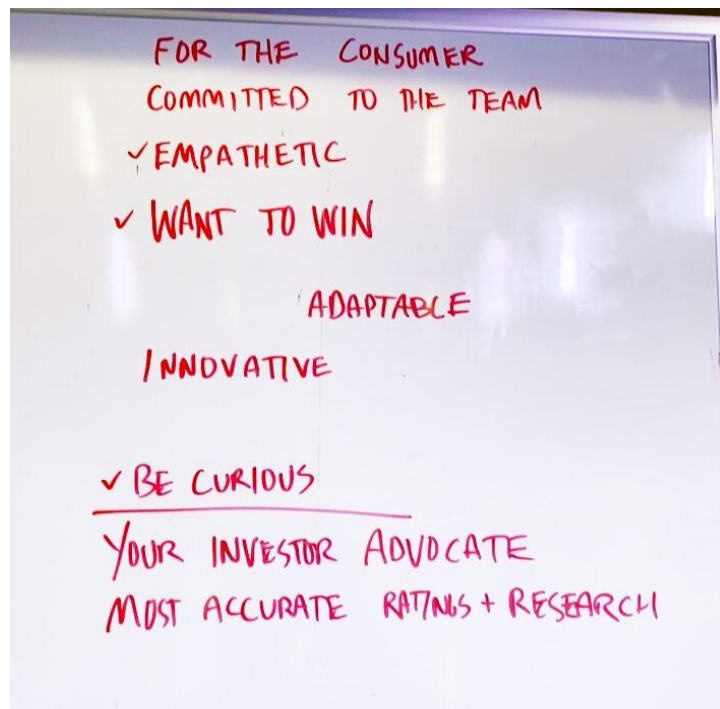 FOR THE CONSUMER
COMMITTED TO THE TEAM
✓ EMPATHETIC
✓ WANT TO WIN
ADAPTABLE
INNOVATIVE
✓ BE CURIOUS
YOUR INVESTOR ADVOCATE
MOST ACCURATE RATINGS + RESEARCH